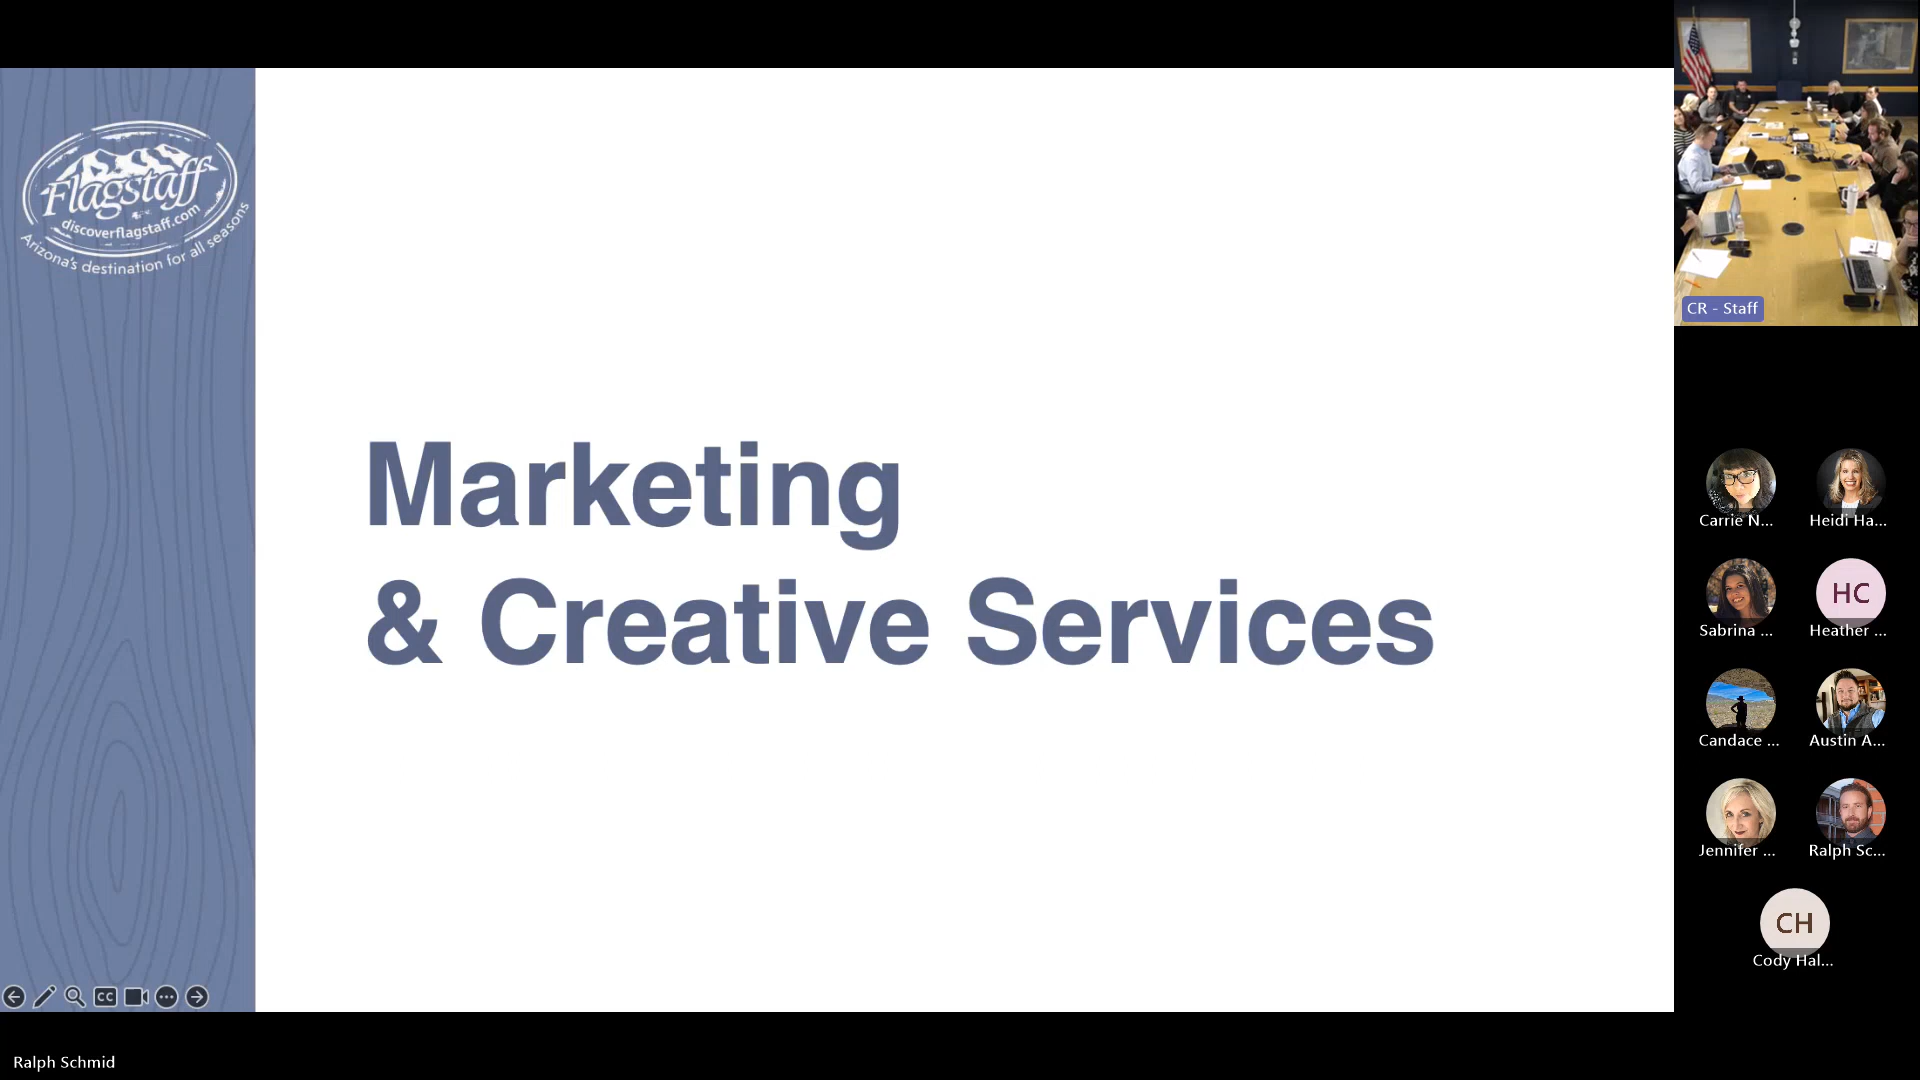 Flagstaff
discoverflagstaff.com
Arizona's destination for all seasons
Marketing
& Creative Services
CR - Staff
Carrie N...
Heidi Ha...
Sabrina ...
HC
Heather ...
Candace ...
Austin A...
Jennifer ...
Ralph Sc...
CH
Cody Hal...
CC
Ralph Schmid